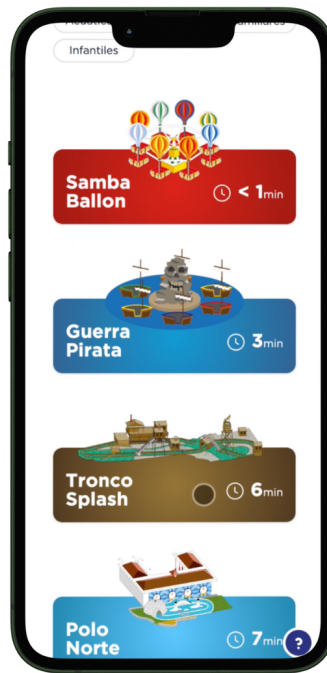 Infantiles
Samba
Ballon
< 1min
Guerra
Pirata
3min
Tronco
Splash
6min
Polo
Norte
7min
?